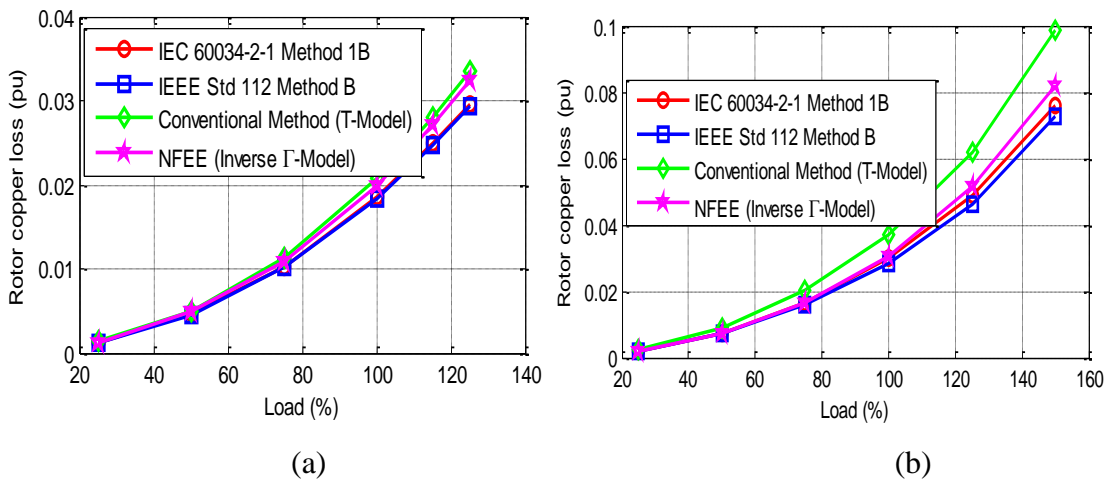 0.04
0.03
0.02
0.01
0
Rotor copper loss (pu)
IEC 60034-2-1 Method 1B
IEEE Std 112 Method B
Conventional Method (T-Model)
NFEE (Inverse Γ-Model)
20 40 60 80 100 120 140
Load (%)
(a)
0.1
0.08
0.06
0.04
0.02
0
Rotor copper loss (pu)
IEC 60034-2-1 Method 1B
IEEE Std 112 Method B
Conventional Method (T-Model)
NFEE (Inverse Γ-Model)
20 40 60 80 100 120 140 160
Load (%)
(b)